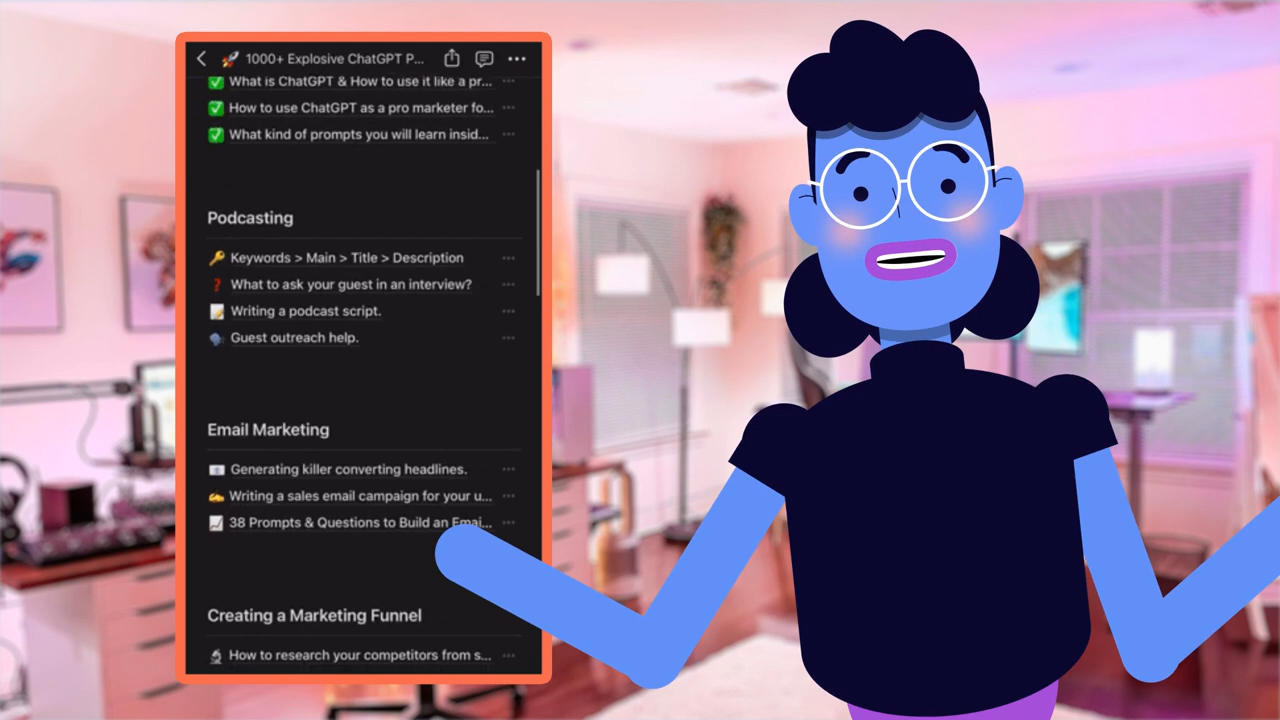 1000+ Explosive ChatGPT P...
What is ChatGPT & How to use it like a pr...
How to use ChatGPT as a pro marketer fo...
What kind of prompts you will learn insid...
Podcasting
Keywords > Main > Title > Description
What to ask your guest in an interview?
Writing a podcast script.
Guest outreach help.
Email Marketing
Generating killer converting headlines.
Writing a sales email campaign for your u...
38 Prompts & Questions to Build an Emai...
Creating a Marketing Funnel
How to research your competitors from s...